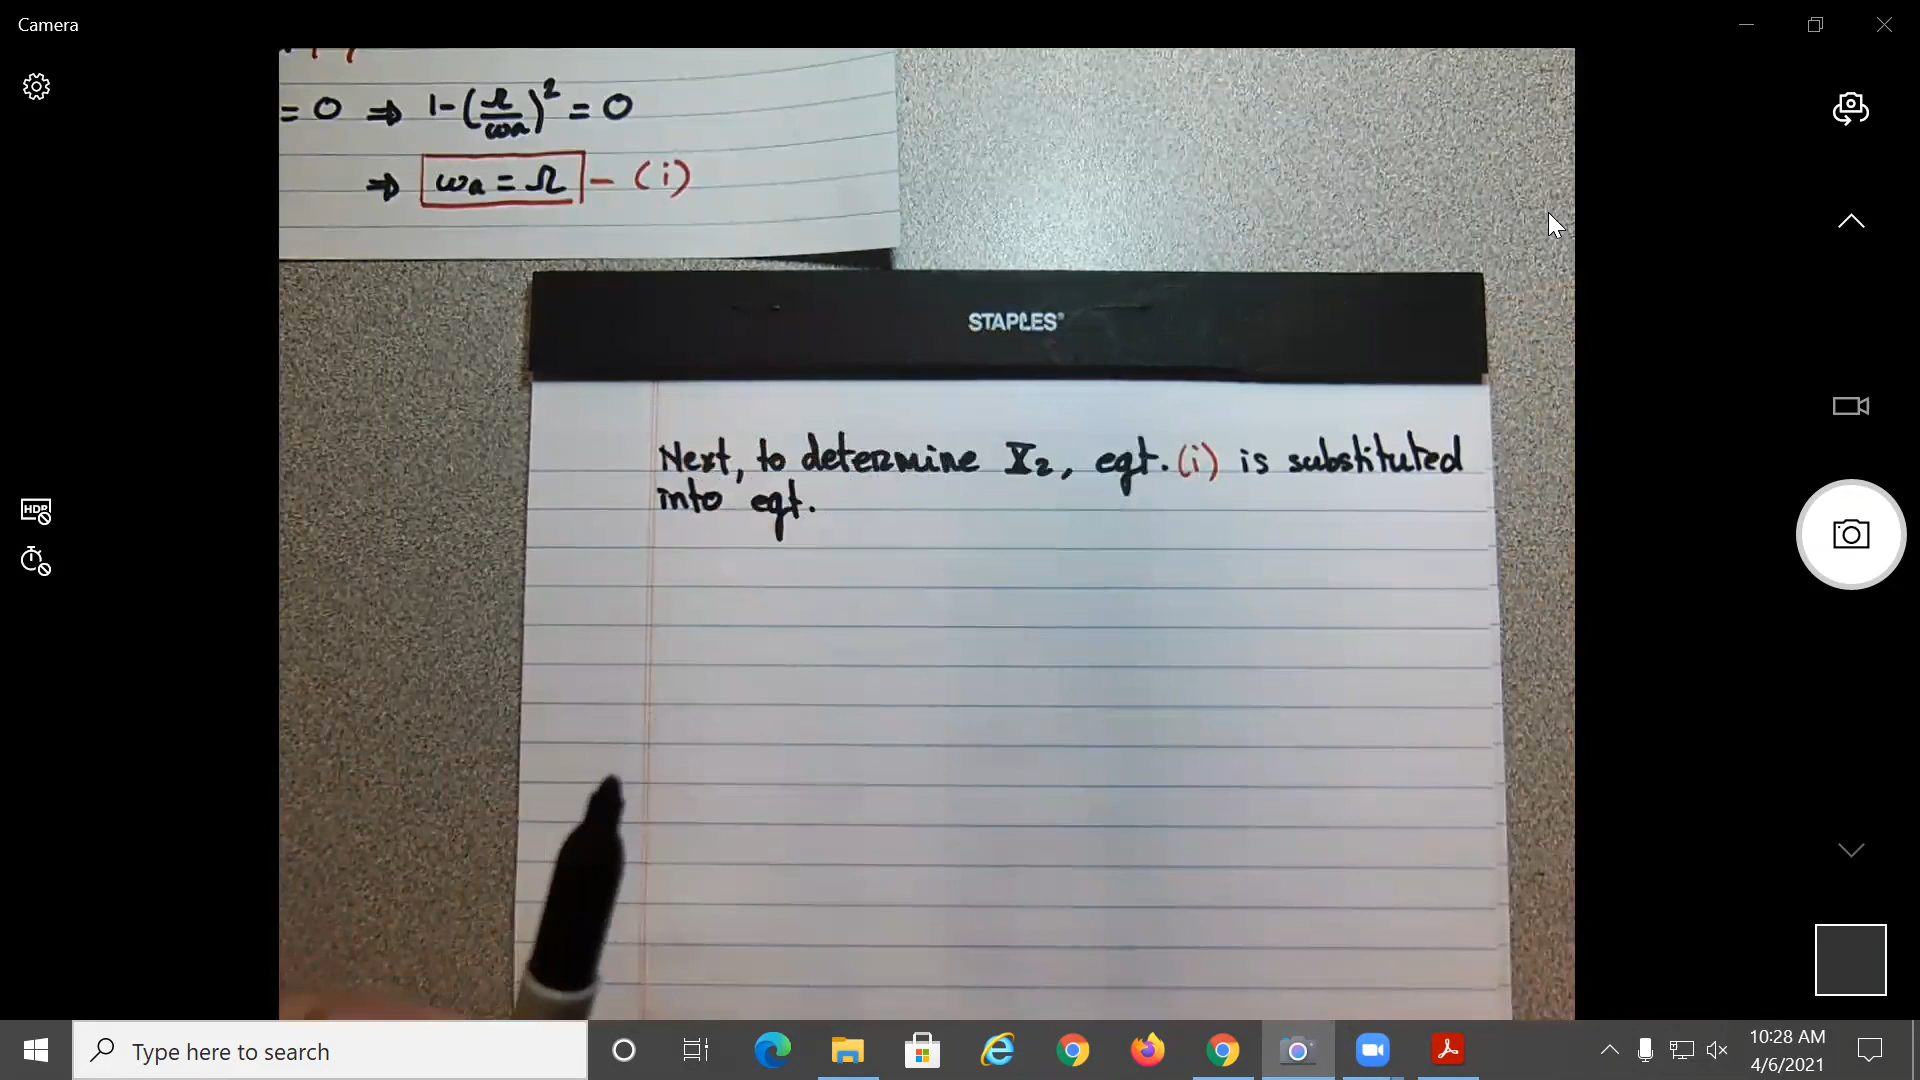 Camera
= 0 ⇒ 1-(Ω/ωa)² = 0
⇒ ωa = Ω - (i)
STAPLES
Next, to determine X2, eqt. (i) is substituted
into eqt.
HDR
Type here to search
10:28 AM
4/6/2021